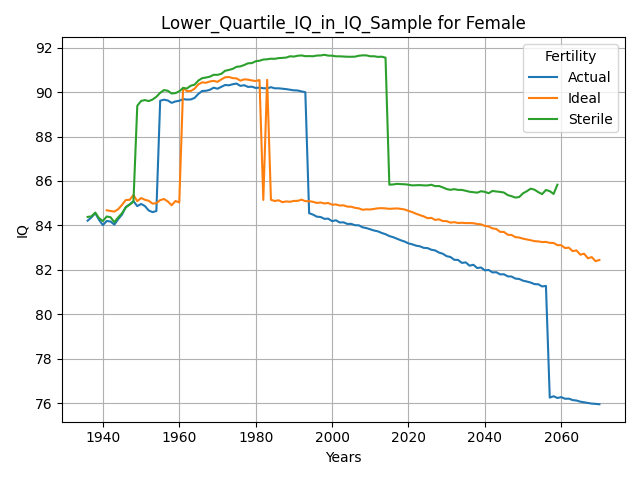 Lower_Quartile_IQ_in_IQ_Sample for Female
Fertility
Actual
Ideal
Sterile
IQ
92
90
88
86
84
82
80
78
76
1940 1960 1980 2000 2020 2040 2060
Years